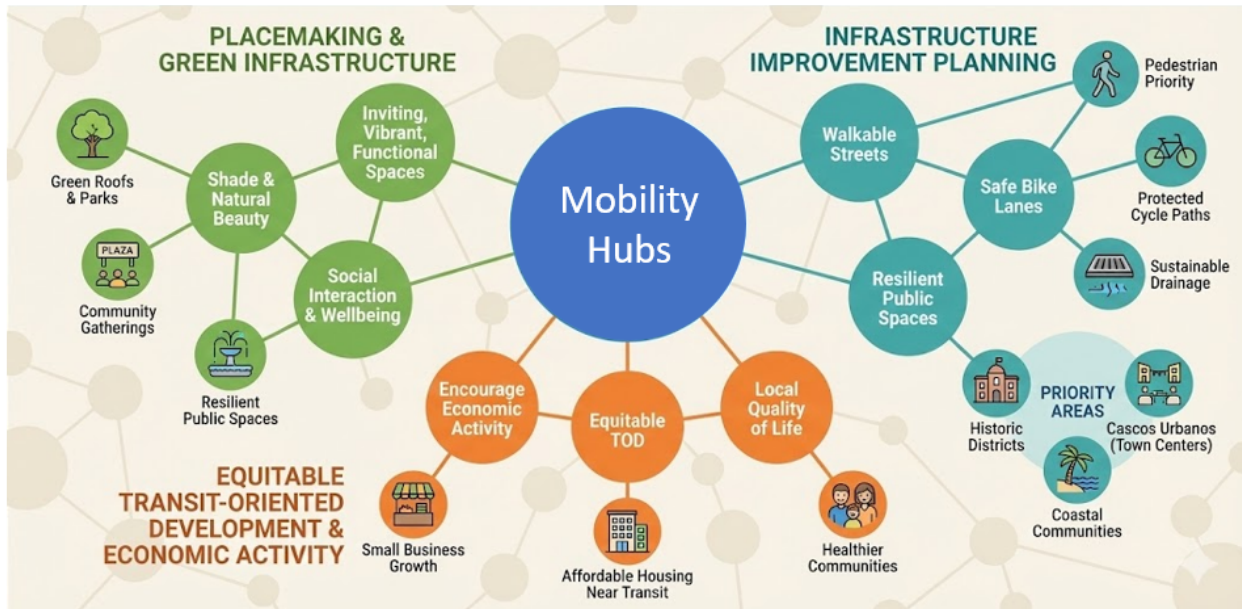 PLACEMAKING &
GREEN INFRASTRUCTURE
Inviting,
Vibrant,
Functional
Spaces
Shade &
Natural
Beauty
Social
Interaction
& Wellbeing
Green Roofs
& Parks
PLAZA
Community
Gatherings
Resilient
Public Spaces
Mobility
Hubs
INFRASTRUCTURE
IMPROVEMENT PLANNING
Walkable
Streets
Safe Bike
Lanes
Resilient
Public
Spaces
Pedestrian
Priority
Protected
Cycle Paths
Sustainable
Drainage
PRIORITY
AREAS
Historic
Districts
Cascos Urbanos
(Town Centers)
Coastal
Communities
EQUITABLE
TRANSIT-ORIENTED
DEVELOPMENT &
ECONOMIC ACTIVITY
Encourage
Economic
Activity
Equitable
TOD
Local
Quality
of Life
Small Business
Growth
Affordable Housing
Near Transit
Healthier
Communities